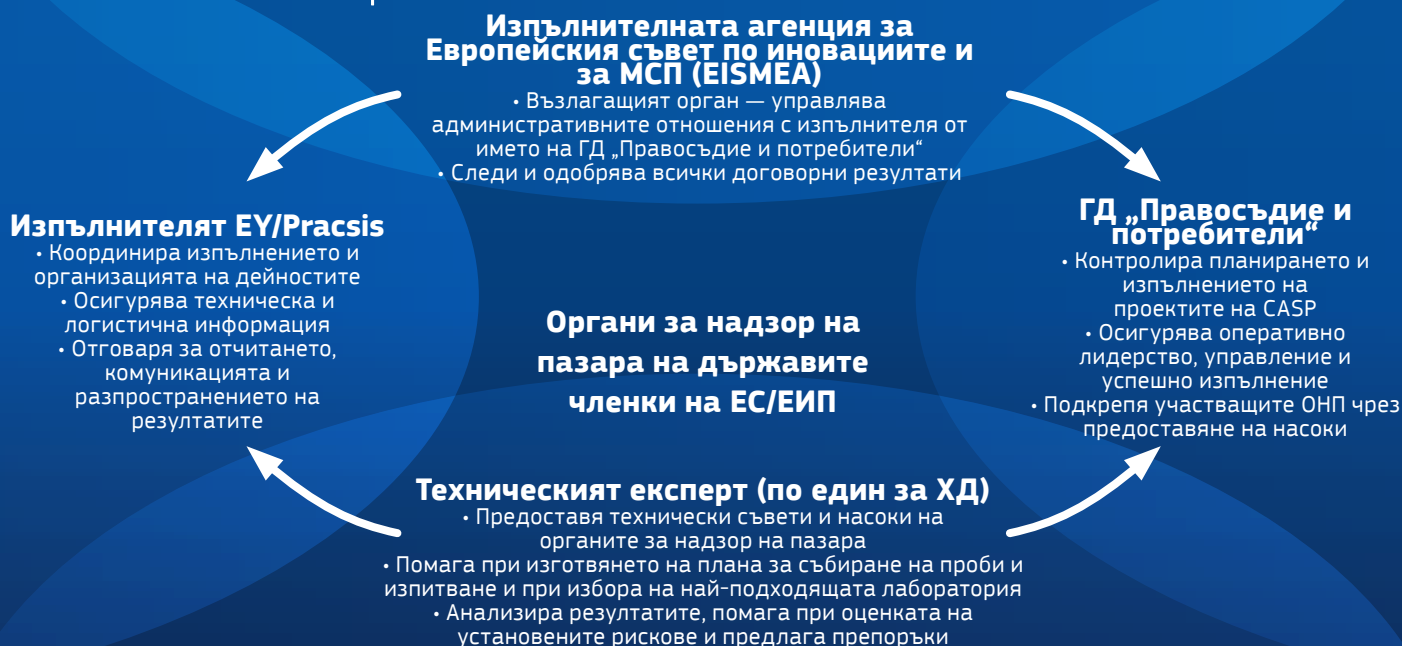 Изпълнителната агенция за
Европейския съвет по иновациите и
за МСП (EISMEA)
• Възлагащият орган — управлява
административните отношения с изпълнителя от
името на ГД „Правосъдие и потребители“
• Следи и одобрява всички договорни резултати
Изпълнителят EY/Pracsis
• Координира изпълнението и
организацията на дейностите
• Осигурява техническа и
логистична информация
• Отговаря за отчитането,
комуникацията и
разпространението на
резултатите
Органи за надзор на
пазара на държавите
членки на ЕС/ЕИП
ГД „Правосъдие и
потребители“
• Контролира планирането и
изпълнението на
проектите на CASP
• Осигурява оперативно
лидерство, управление и
успешно изпълнение
• Подкрепя участващите ОНП чрез
предоставяне на насоки
Техническият експерт (по един за ХД)
• Предоставя технически съвети и насоки на
органите за надзор на пазара
• Помага при изготвянето на плана за събиране на проби и
изпитване и при избора на най-подходящата лаборатория
• Анализира резултатите, помага при оценката на
установените рискове и предлага препоръки